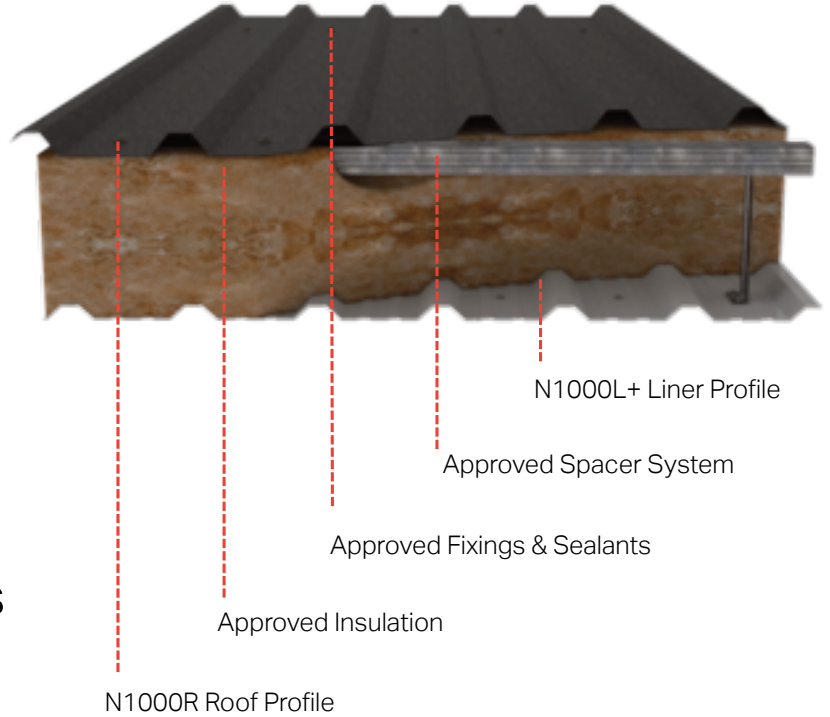 N1000L+ Liner Profile
Approved Spacer System
Approved Fixings & Sealants
Approved Insulation
N1000R Roof Profile